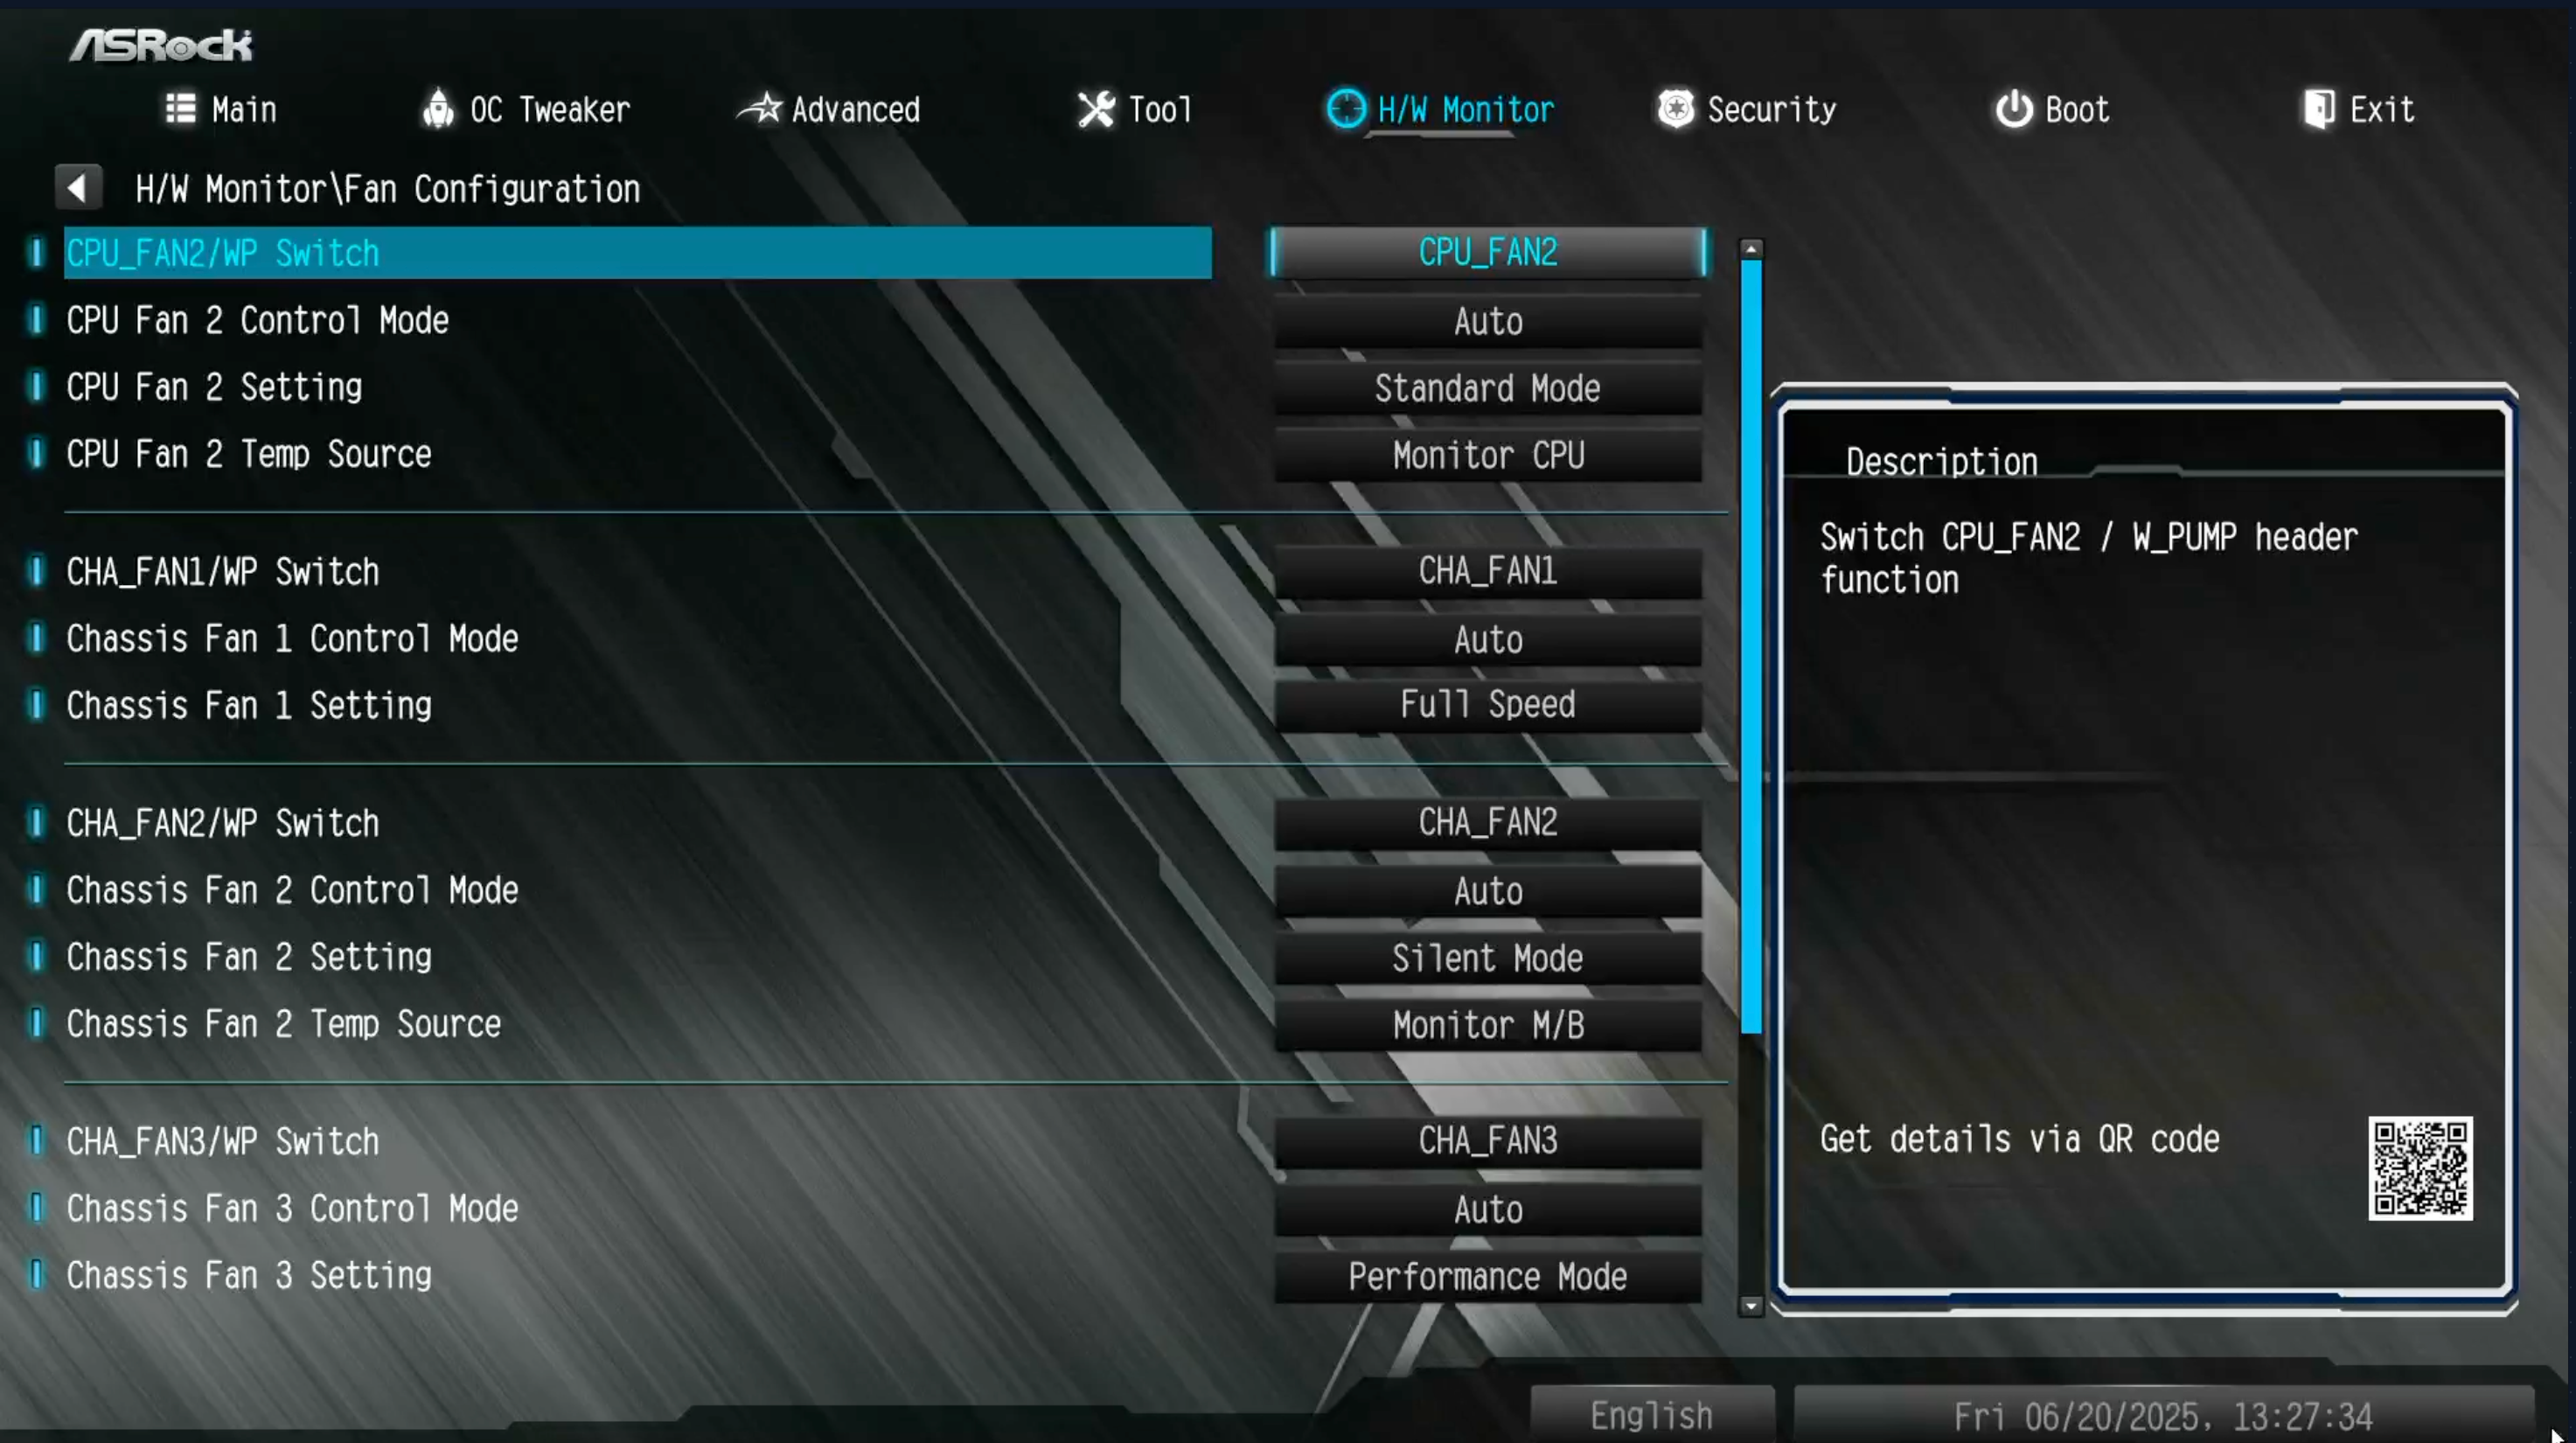 ASRock
Main OC Tweaker Advanced Tool H/W Monitor Security Boot Exit
H/W Monitor\Fan Configuration
CPU_FAN2/WP Switch CPU_FAN2
CPU Fan 2 Control Mode Auto
CPU Fan 2 Setting Standard Mode
CPU Fan 2 Temp Source Monitor CPU
CHA_FAN1/WP Switch CHA_FAN1
Chassis Fan 1 Control Mode Auto
Chassis Fan 1 Setting Full Speed
CHA_FAN2/WP Switch CHA_FAN2
Chassis Fan 2 Control Mode Auto
Chassis Fan 2 Setting Silent Mode
Chassis Fan 2 Temp Source Monitor M/B
CHA_FAN3/WP Switch CHA_FAN3
Chassis Fan 3 Control Mode Auto
Chassis Fan 3 Setting Performance Mode
Description
Switch CPU_FAN2 / W_PUMP header
function
Get details via QR code
English
Fri 06/20/2025, 13:27:34